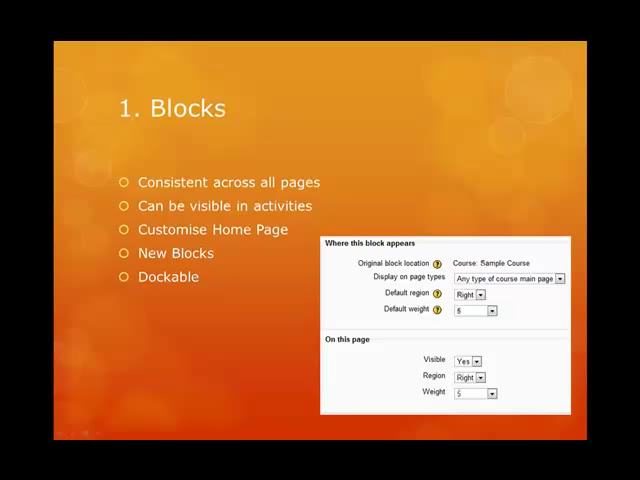 1. Blocks
Consistent across all pages
Can be visible in activities
Customise Home Page
New Blocks
Dockable
Where this block appears
Original block location ? Course: Sample Course
Display on page types Any type of course main page
Default region ? Right
Default weight ? 5
On this page
Visible Yes
Region Right
Weight 5